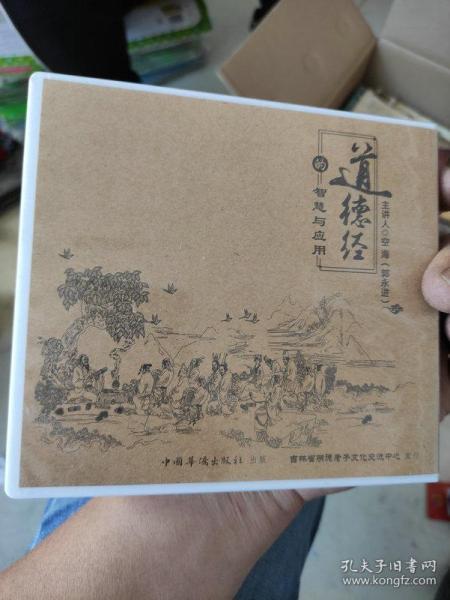 道德经
的
智慧与应用
主讲人◎空海（郭永进）
中国华侨出版社 出版
吉林省明德老子文化交流中心 发行
孔夫子旧书网
www.kongfz.com